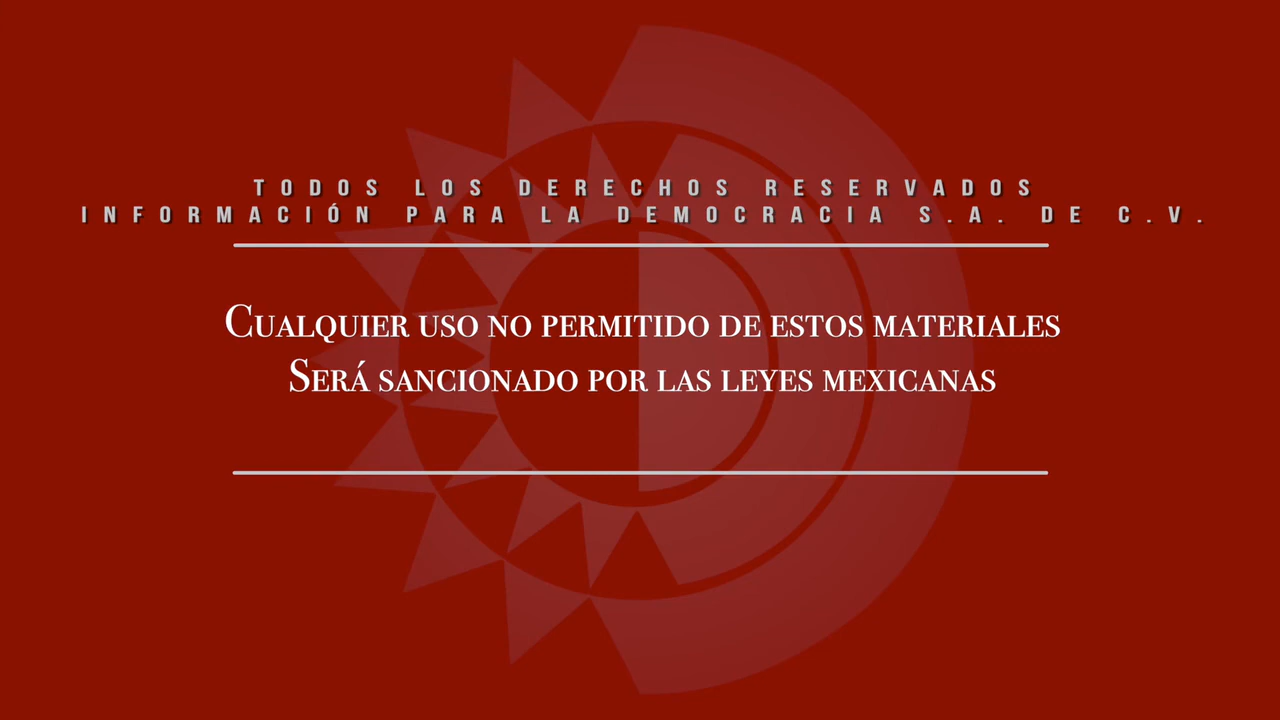 TODOS LOS DERECHOS RESERVADOS
INFORMACIÓN PARA LA DEMOCRACIA S.A. DE C.V.
Cualquier uso no permitido de estos materiales
Será sancionado por las leyes mexicanas